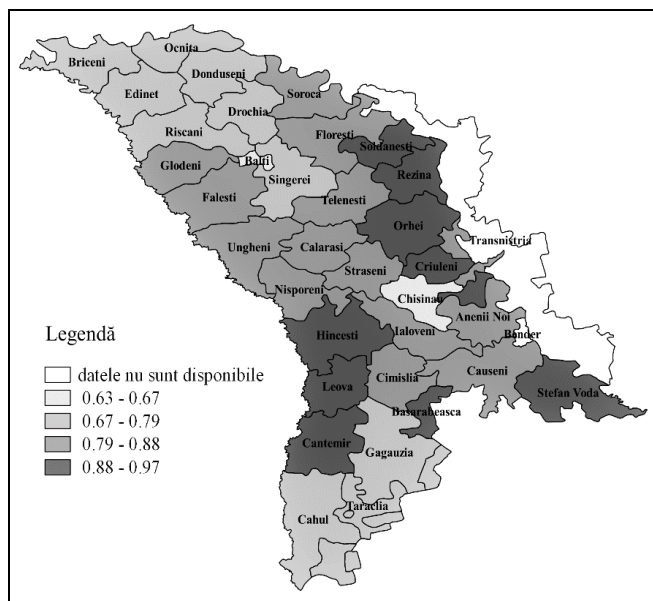 Ocnita
Briceni
Donduseni
Edinet
Soroca
Drochia
Riscani
Floresti
Soldanesti
Glodeni
Balti
Rezina
Singerei
Falesti
Telenesti
Orhei
Transnistria
Ungheni
Calarasi
Criuleni
Straseni
Nisporeni
Chisinau
Anenii Noi
Hincesti
Ialoveni
Bender
Legendă
datele nu sunt disponibile
0.63 - 0.67
0.67 - 0.79
0.79 - 0.88
0.88 - 0.97
Causeni
Cimislia
Leova
Stefan Voda
Basarabeasca
Cantemir
Gagauzia
Taraclia
Cahul